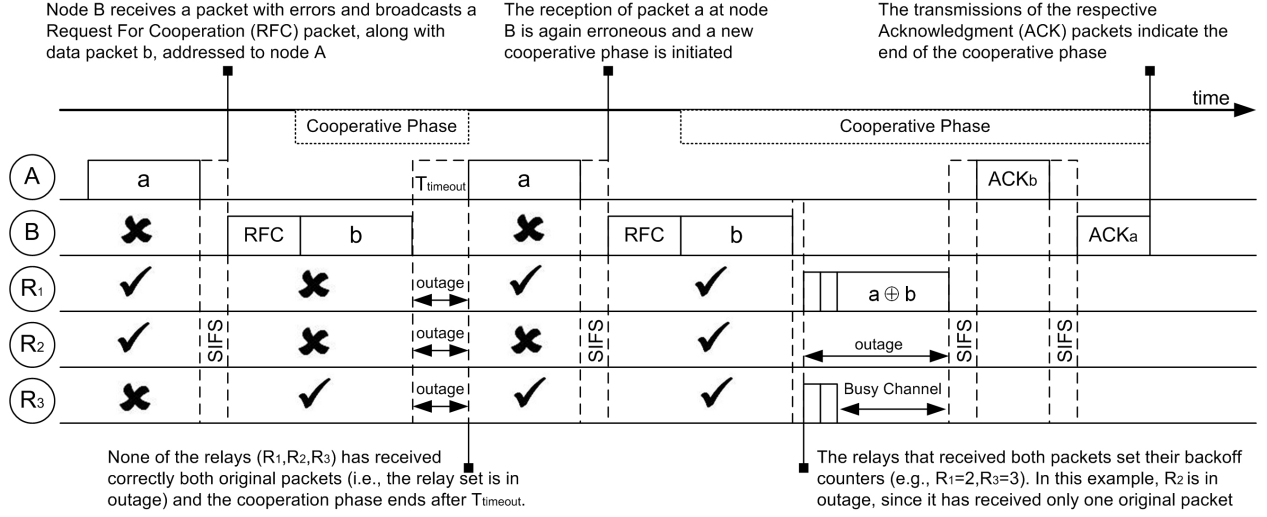 Node B receives a packet with errors and broadcasts a
Request For Cooperation (RFC) packet, along with
data packet b, addressed to node A
The reception of packet a at node
B is again erroneous and a new
cooperative phase is initiated
The transmissions of the respective
Acknowledgment (ACK) packets indicate the
end of the cooperative phase
time
Cooperative Phase
Cooperative Phase
A
a
Ttimeout
a
ACKb
B
RFC
b
RFC
b
ACKa
R1
outage
a ⊕ b
R2
SIFS
outage
SIFS
outage
SIFS
SIFS
R3
outage
Busy Channel
None of the relays (R1,R2,R3) has received
correctly both original packets (i.e., the relay set is in
outage) and the cooperation phase ends after Ttimeout.
The relays that received both packets set their backoff
counters (e.g., R1=2,R3=3). In this example, R2 is in
outage, since it has received only one original packet